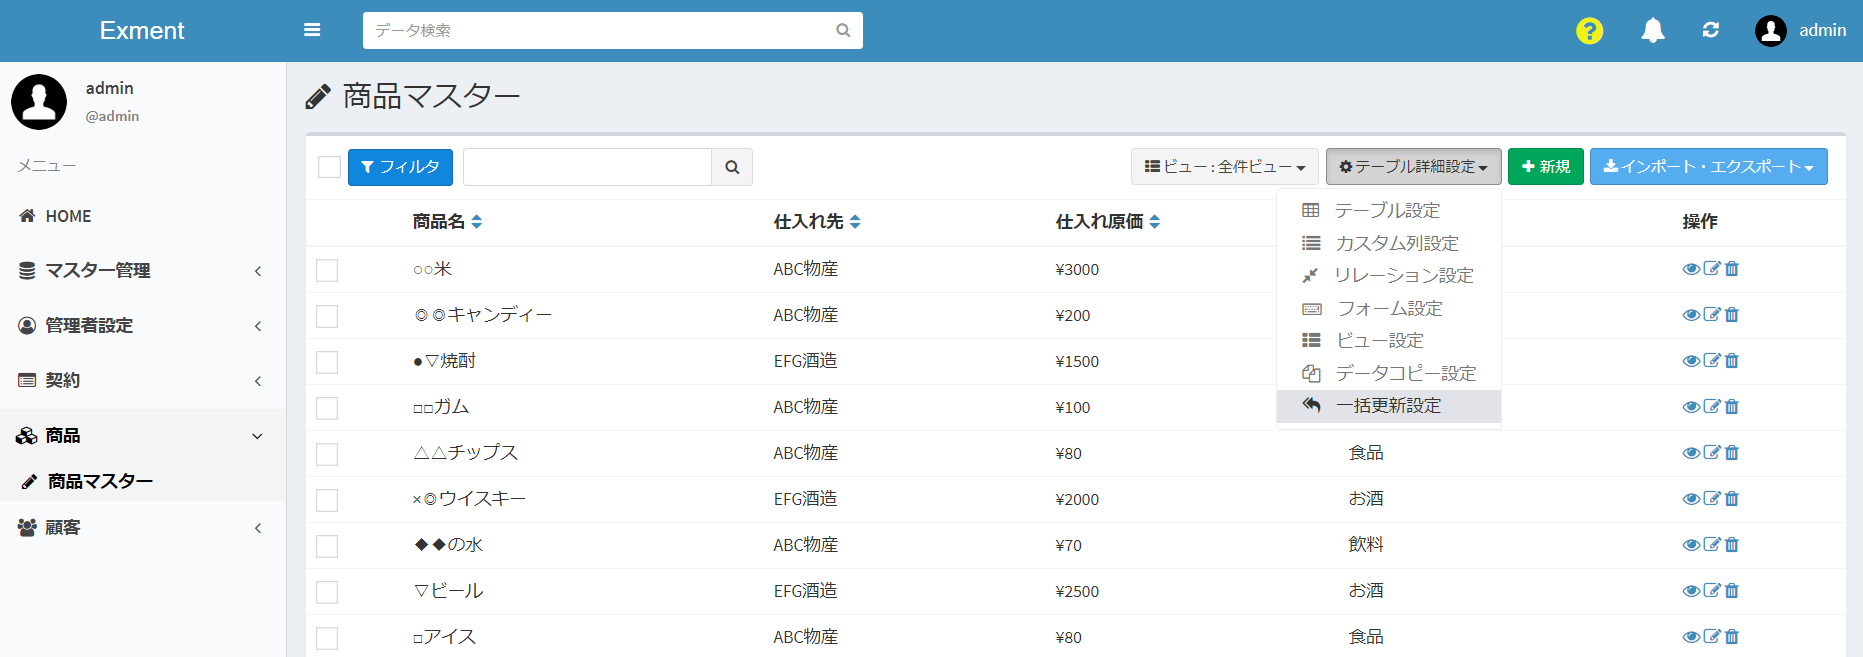 Exment
データ検索
admin
admin
@admin
メニュー
HOME
マスター管理
管理者設定
契約
商品
商品マスター
顧客
商品マスター
フィルタ
ビュー : 全件ビュー
テーブル詳細設定
新規
インポート・エクスポート
テーブル設定
カスタム列設定
リレーション設定
フォーム設定
ビュー設定
データコピー設定
一括更新設定
商品名 仕入れ先 仕入れ原価 操作
○○米 ABC物産 ¥3000
◎◎キャンディー ABC物産 ¥200
●▽焼酎 EFG酒造 ¥1500
□□ガム ABC物産 ¥100
△△チップス ABC物産 ¥80 食品
×◎ウイスキー EFG酒造 ¥2000 お酒
◆◆の水 ABC物産 ¥70 飲料
▽ビール EFG酒造 ¥2500 お酒
□アイス ABC物産 ¥80 食品